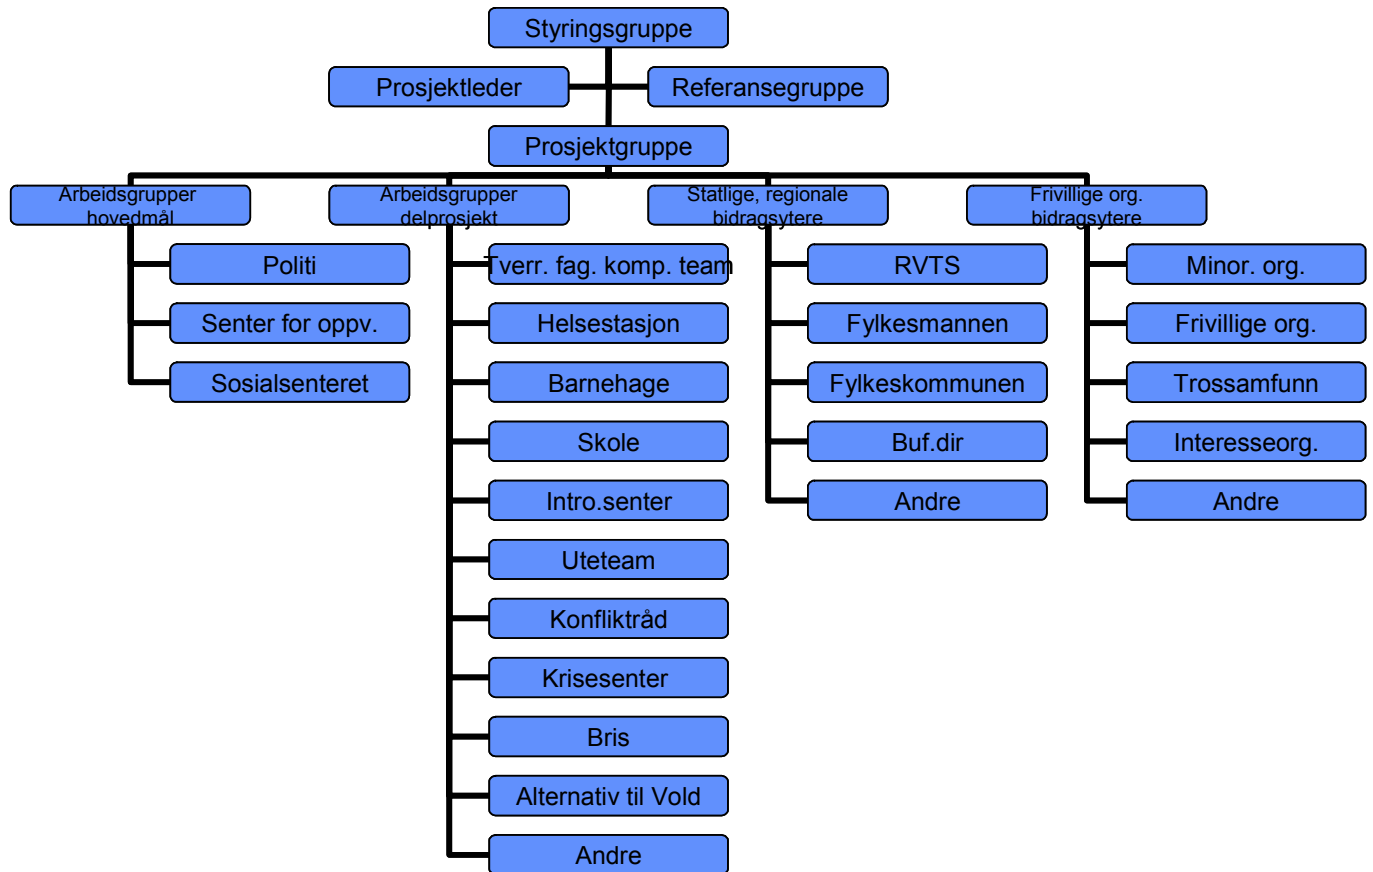 Styringsgruppe
Prosjektleder
Referansegruppe
Prosjektgruppe
Arbeidsgrupper
hovedmål
Politi
Senter for oppv.
Sosialsenteret
Arbeidsgrupper
delprosjekt
Tverr. fag. komp. team
Helsestasjon
Barnehage
Skole
Intro.senter
Uteteam
Konfliktråd
Krisesenter
Bris
Alternativ til Vold
Andre
Statlige, regionale
bidragsytere
RVTS
Fylkesmannen
Fylkeskommunen
Buf.dir
Andre
Frivillige org.
bidragsytere
Minor. org.
Frivillige org.
Trossamfunn
Interesseorg.
Andre